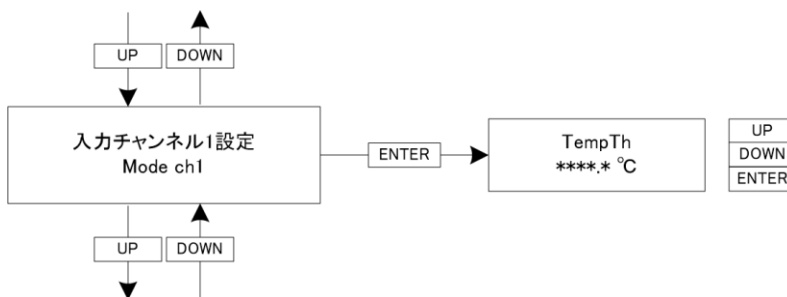 UP
DOWN
入力チャンネル1設定
Mode ch1
ENTER
TempTh
****.* ℃
UP
DOWN
ENTER
UP
DOWN